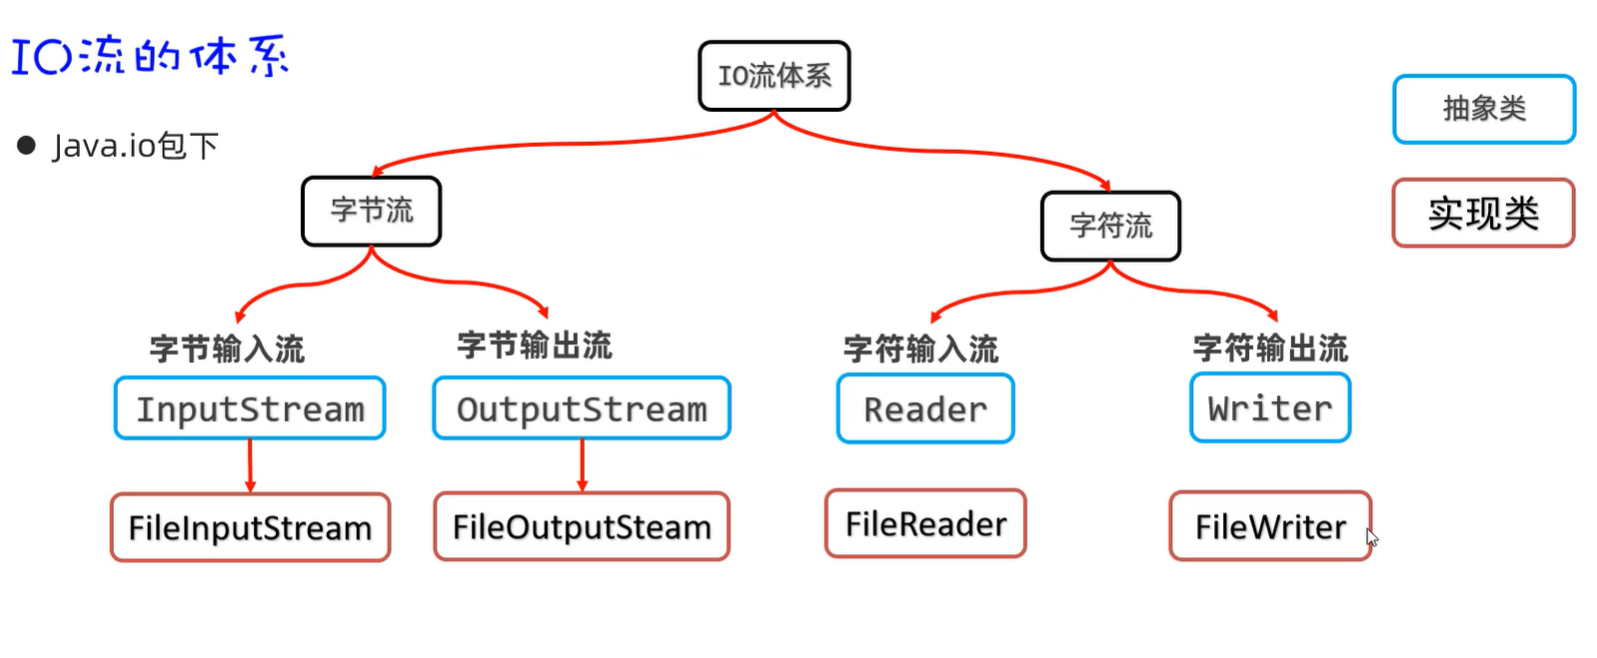 IO流的体系
Java.io包下
IO流体系
抽象类
实现类
字节流
字符流
字节输入流
字节输出流
字符输入流
字符输出流
InputStream
OutputStream
Reader
Writer
FileInputStream
FileOutputSteam
FileReader
FileWriter